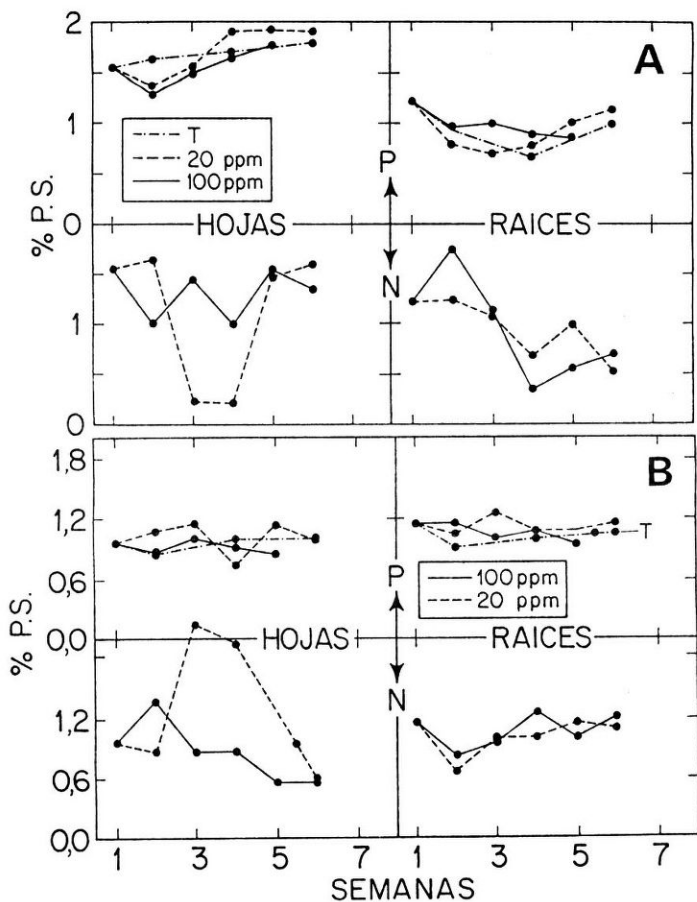 2
A
1
T
20 ppm
100 ppm
P
0
% P.S.
HOJAS
RAICES
N
1
0
1,8
B
1,2
T
0,6
P
100 ppm
20 ppm
0,0
% P.S.
HOJAS
RAICES
N
1,2
0,6
0,0
1 3 5 7 1 3 5 7
SEMANAS